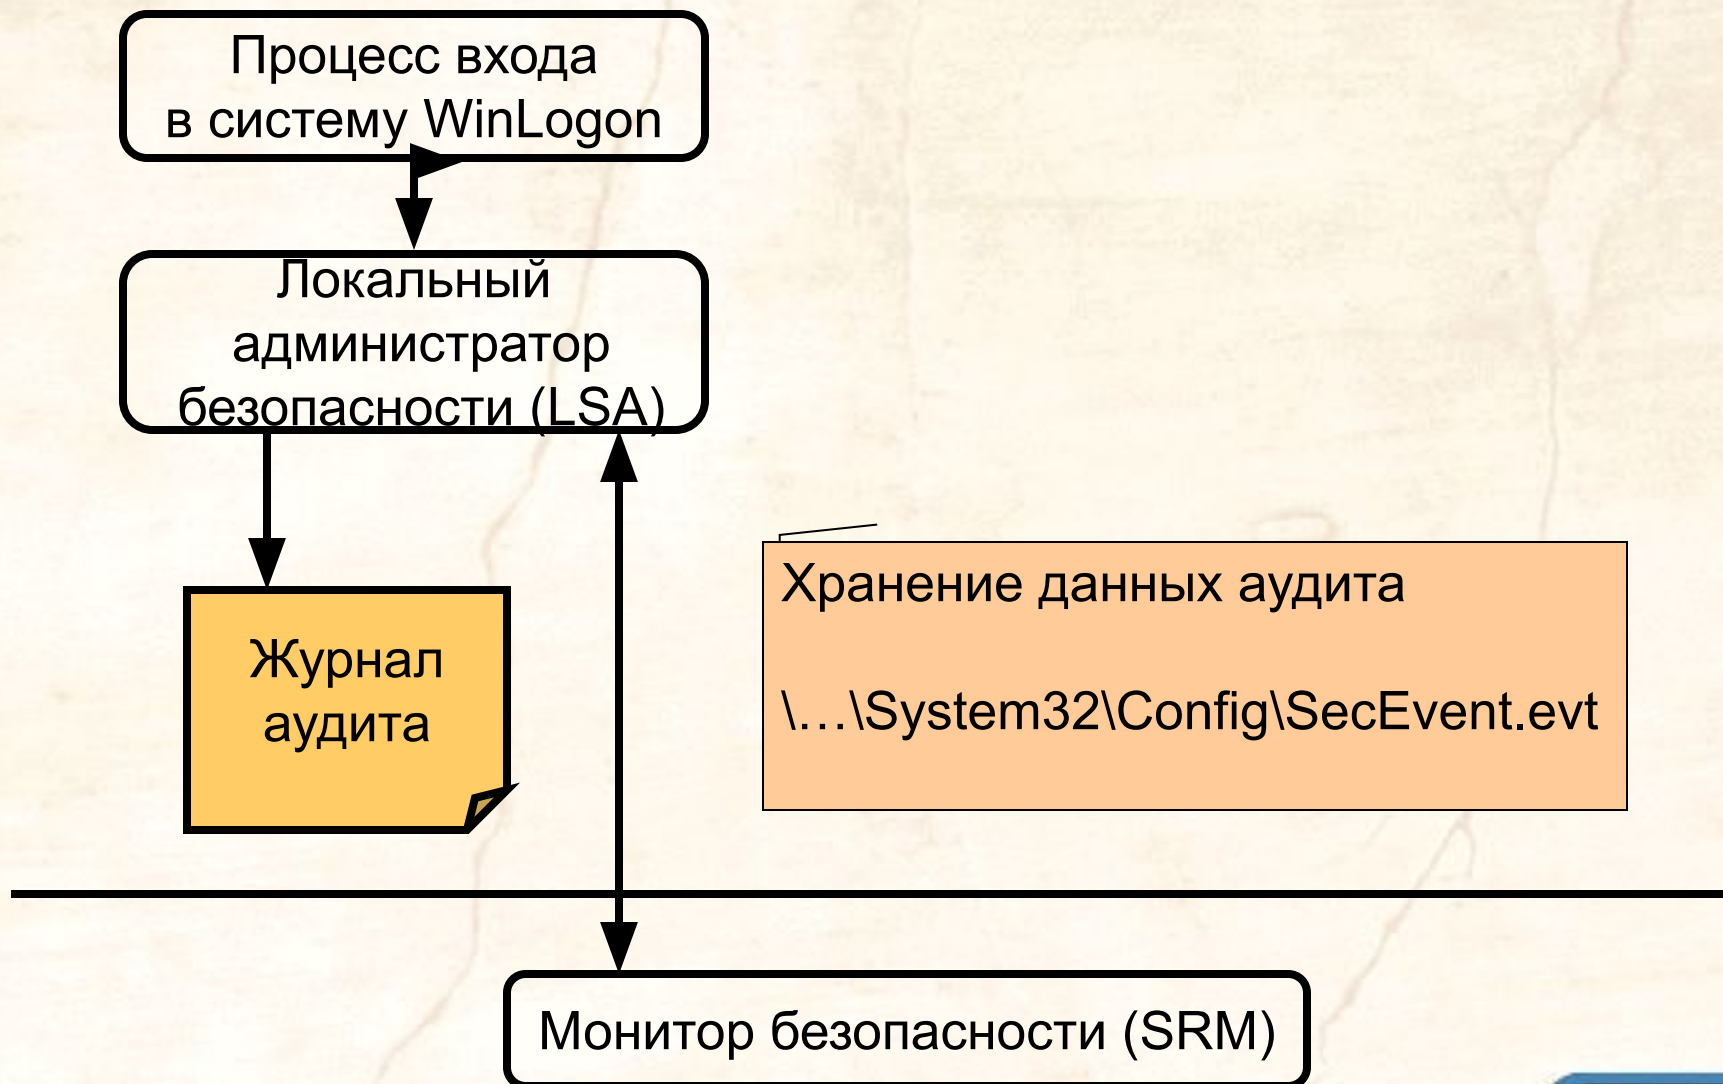 Процесс входа
в систему WinLogon
Локальный
администратор
безопасности (LSA)
Журнал
аудита
Хранение данных аудита
\…\System32\Config\SecEvent.evt
Монитор безопасности (SRM)